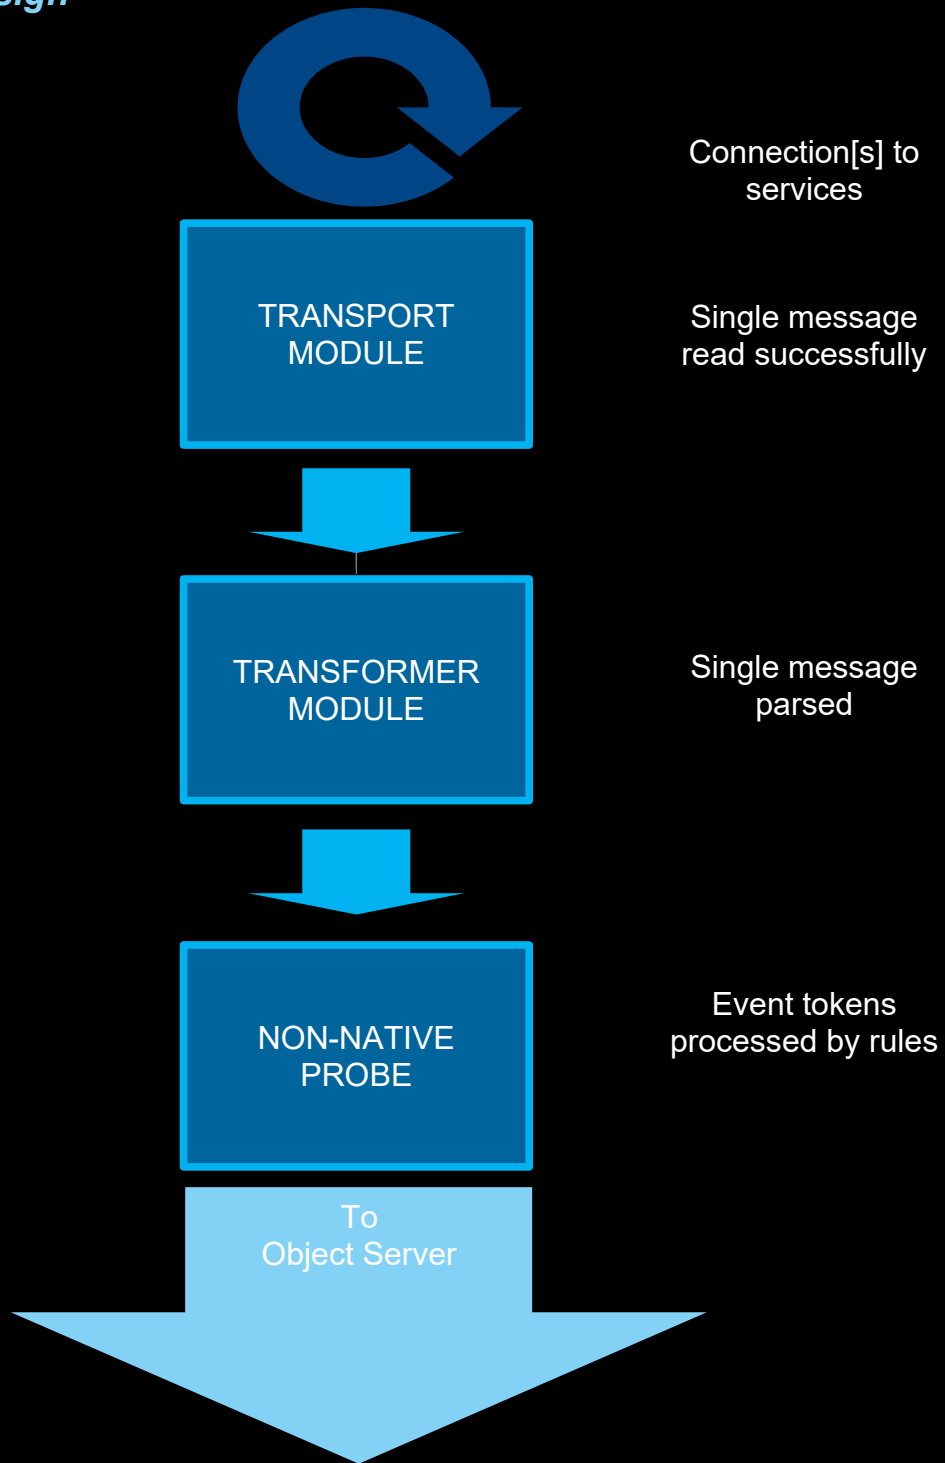 Connection[s] to
services
TRANSPORT
MODULE
Single message
read successfully
TRANSFORMER
MODULE
Single message
parsed
NON-NATIVE
PROBE
Event tokens
processed by rules
To
Object Server